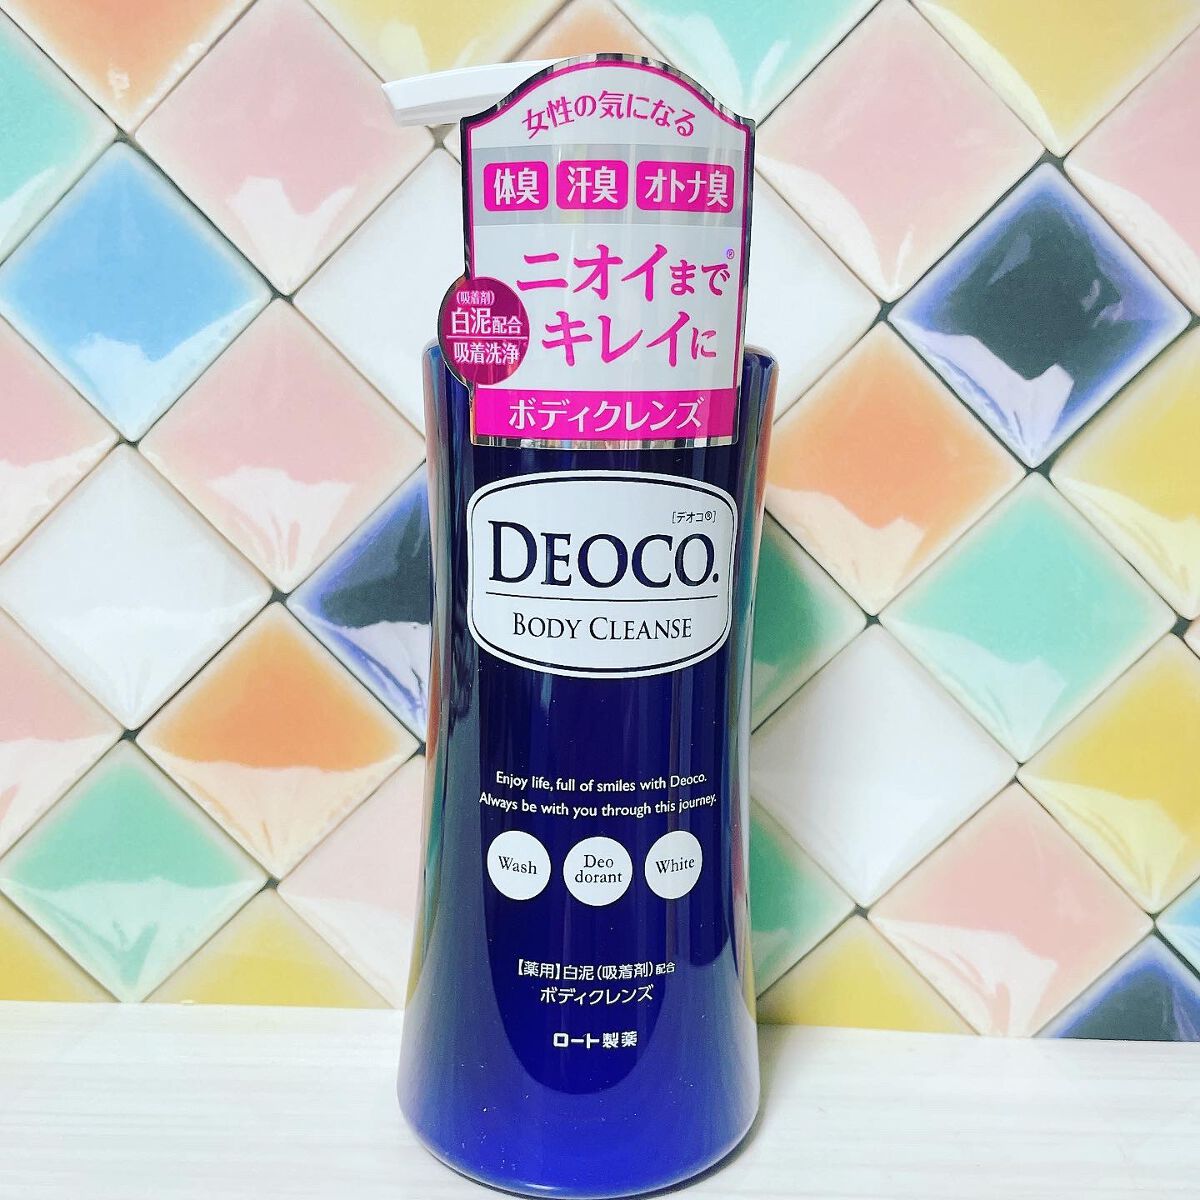 女性の気になる
体臭 汗臭 オトナ臭
ニオイまで®
キレイに
(吸着剤)
白泥配合
吸着洗浄
ボディクレンズ
[デオコ®]
DEOCO.
BODY CLEANSE
Enjoy life, full of smiles with Deoco.
Always be with you through this journey.
Wash
Deo
dorant
White
【薬用】白泥(吸着剤)配合
ボディクレンズ
ロート製薬